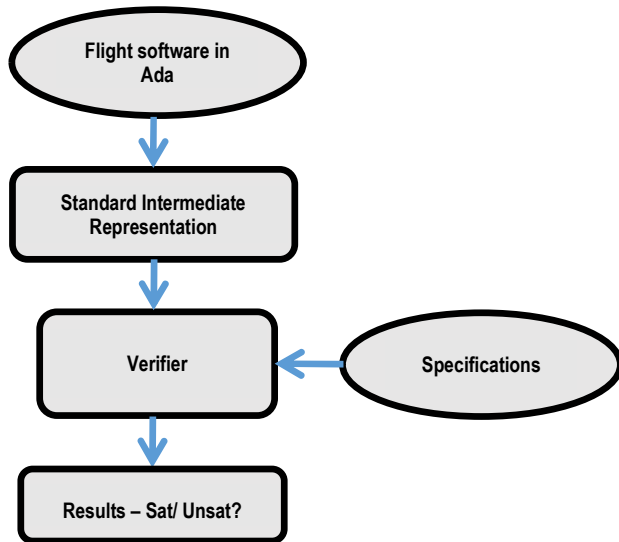 Flight software in
Ada
Standard Intermediate
Representation
Verifier
Specifications
Results – Sat/ Unsat?